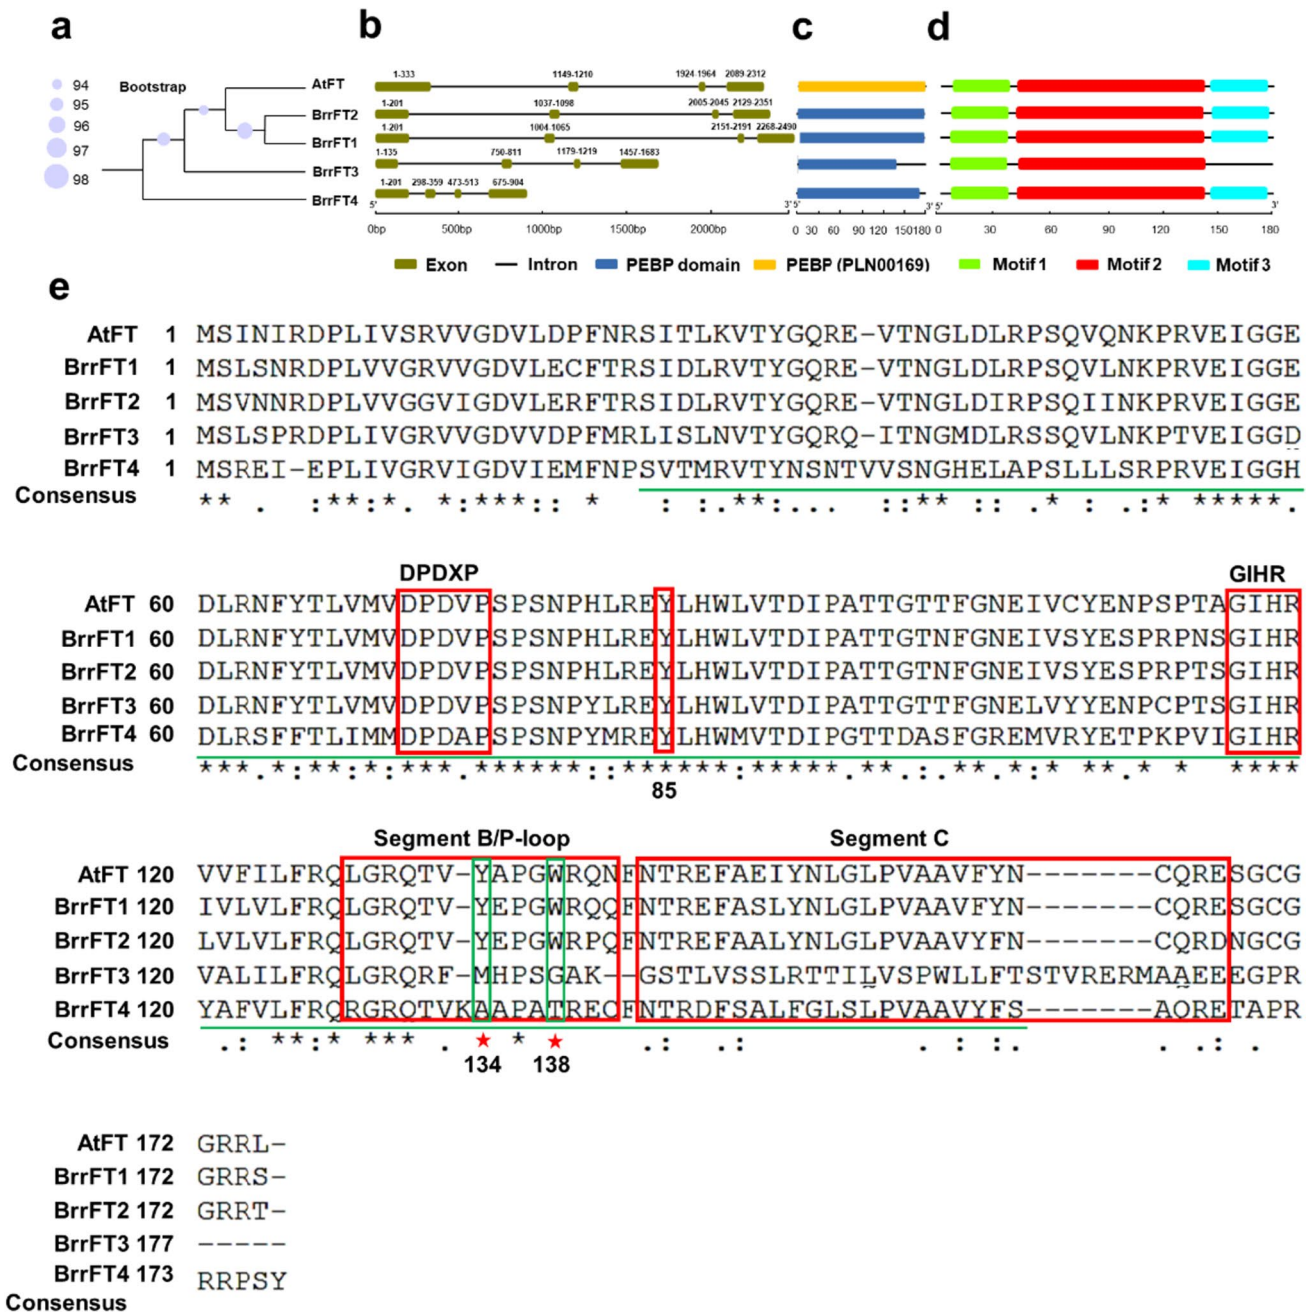 a b c d
94
95
96
97
98
Bootstrap
AtFT
BrrFT2
BrrFT1
BrrFT3
BrrFT4
1-333 1149-1210 1924-1964 2089-2312
1-201 1037-1098 2005-2045 2129-2351
1-201 1004-1065 2151-2191 2268-2490
1-135 750-811 1179-1219 1457-1683
1-201 298-359 473-513 675-904
5' 3' 5' 3' 5' 3'
0bp 500bp 1000bp 1500bp 2000bp
0 30 60 90 120 150 180
0 30 60 90 120 150 180
Exon Intron PEBP domain PEBP (PLN00169) Motif 1 Motif 2 Motif 3
e
AtFT 1 MSINIRDPLIVSRVVGDVLDPFNRSITLKVTYGQRE-VTNGLDLRPSQVQNKPRVEIGGE
BrrFT1 1 MSLSNRDPLVVGRVVGDVLECFTRSIDLRVTYGQRE-VTNGLDLRPSQVLNKPRVEIGGE
BrrFT2 1 MSVNNRDPLVVGGVIGDVLERFTRSIDLRVTYGQRE-VTNGLDIRPSQIINKPRVEIGGE
BrrFT3 1 MSLSPRDPLIVGRVVGDVVDPFMRLISLNVTYGQRQ-ITNGMDLRSSQVLNKPTVEIGGD
BrrFT4 1 MSREI-EPLIVGRVIGDVIEMFNPSVTMRVTYNSNTVVSNGHELAPSLLLSRPRVEIGGH
Consensus ** . :**:*. *:***:: * : :.**:... ::** :: .* : .:* *****.
DPDXP GIHR
AtFT 60 DLRNFYTLVMVDPDVPSPSNPHLREYLHWLVTDIPATTGTTFGNEIVCYENPSPTAGIHR
BrrFT1 60 DLRNFYTLVMVDPDVPSPSNPHLREYLHWLVTDIPATTGTNFGNEIVSYESPRPNSGIHR
BrrFT2 60 DLRNFYTLVMVDPDVPSPSNPHLREYLHWLVTDIPATTGTNFGNEIVSYESPRPTSGIHR
BrrFT3 60 DLRNFYTLVMVDPDVPSPSNPYLREYLHWLVTDIPATTGTTFGNELVYYENPCPTSGIHR
BrrFT4 60 DLRSFFTLIMMDPDAPSPSNPYMREYLHWMVTDIPGTTDASFGREMVRYETPKPVIGIHR
Consensus ***.*:**:*:***.******::******:*****.**.:.**.*:* **.* * ****
85
Segment B/P-loop Segment C
AtFT 120 VVFILFRQLGRQTV-YAPGWRQNFNTREFAEIYNLGLPVAAVFYN-------CQRESGCG
BrrFT1 120 IVLVLFRQLGRQTV-YEPGWRQQFNTREFASLYNLGLPVAAVFYN-------CQRESGCG
BrrFT2 120 LVLVLFRQLGRQTV-YEPGWRPQFNTREFAALYNLGLPVAAVYFN-------CQRDNGCG
BrrFT3 120 VALILFRQLGRQRF-MHPSGAK--GSTLVSSLRTTILVSPWLLFTSTVRERMAAEEEGPR
BrrFT4 120 YAFVLFRQRGRQTVKAAPATRECFNTRDFSALFGLSLPVAAVYFS-------AQRETAPR
Consensus .: **:* *** . ★ * ★ .: .: . : :. . .: .
134 138
AtFT 172 GRRL-
BrrFT1 172 GRRS-
BrrFT2 172 GRRT-
BrrFT3 177 -----
BrrFT4 173 RRPSY
Consensus